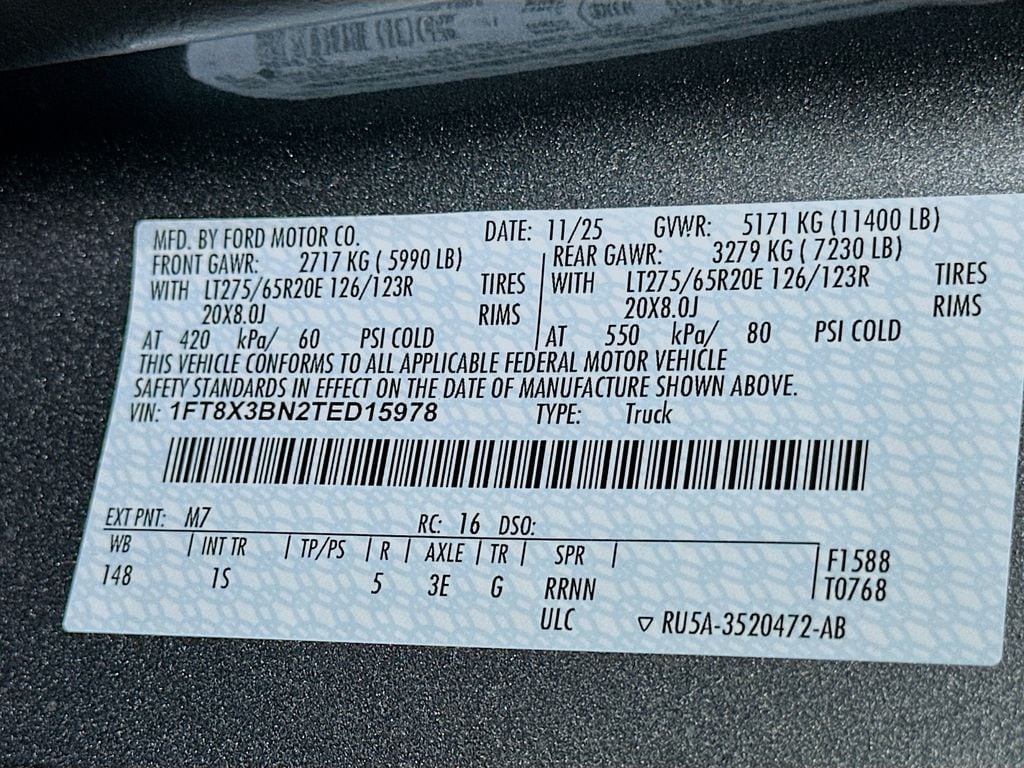 MFD. BY FORD MOTOR CO. DATE: 11/25 GVWR: 5171 KG (11400 LB)
FRONT GAWR: 2717 KG ( 5990 LB) REAR GAWR: 3279 KG ( 7230 LB)
WITH LT275/65R20E 126/123R TIRES WITH LT275/65R20E 126/123R TIRES
20X8.0J RIMS 20X8.0J RIMS
AT 420 kPa/ 60 PSI COLD AT 550 kPa/ 80 PSI COLD
THIS VEHICLE CONFORMS TO ALL APPLICABLE FEDERAL MOTOR VEHICLE
SAFETY STANDARDS IN EFFECT ON THE DATE OF MANUFACTURE SHOWN ABOVE.
VIN: 1FT8X3BN2TED15978 TYPE: Truck
EXT PNT: M7 RC: 16 DSO:
WB INT TR TP/PS R AXLE TR SPR F1588
148 1S 5 3E G RRNN T0768
ULC ▽ RU5A-3520472-AB